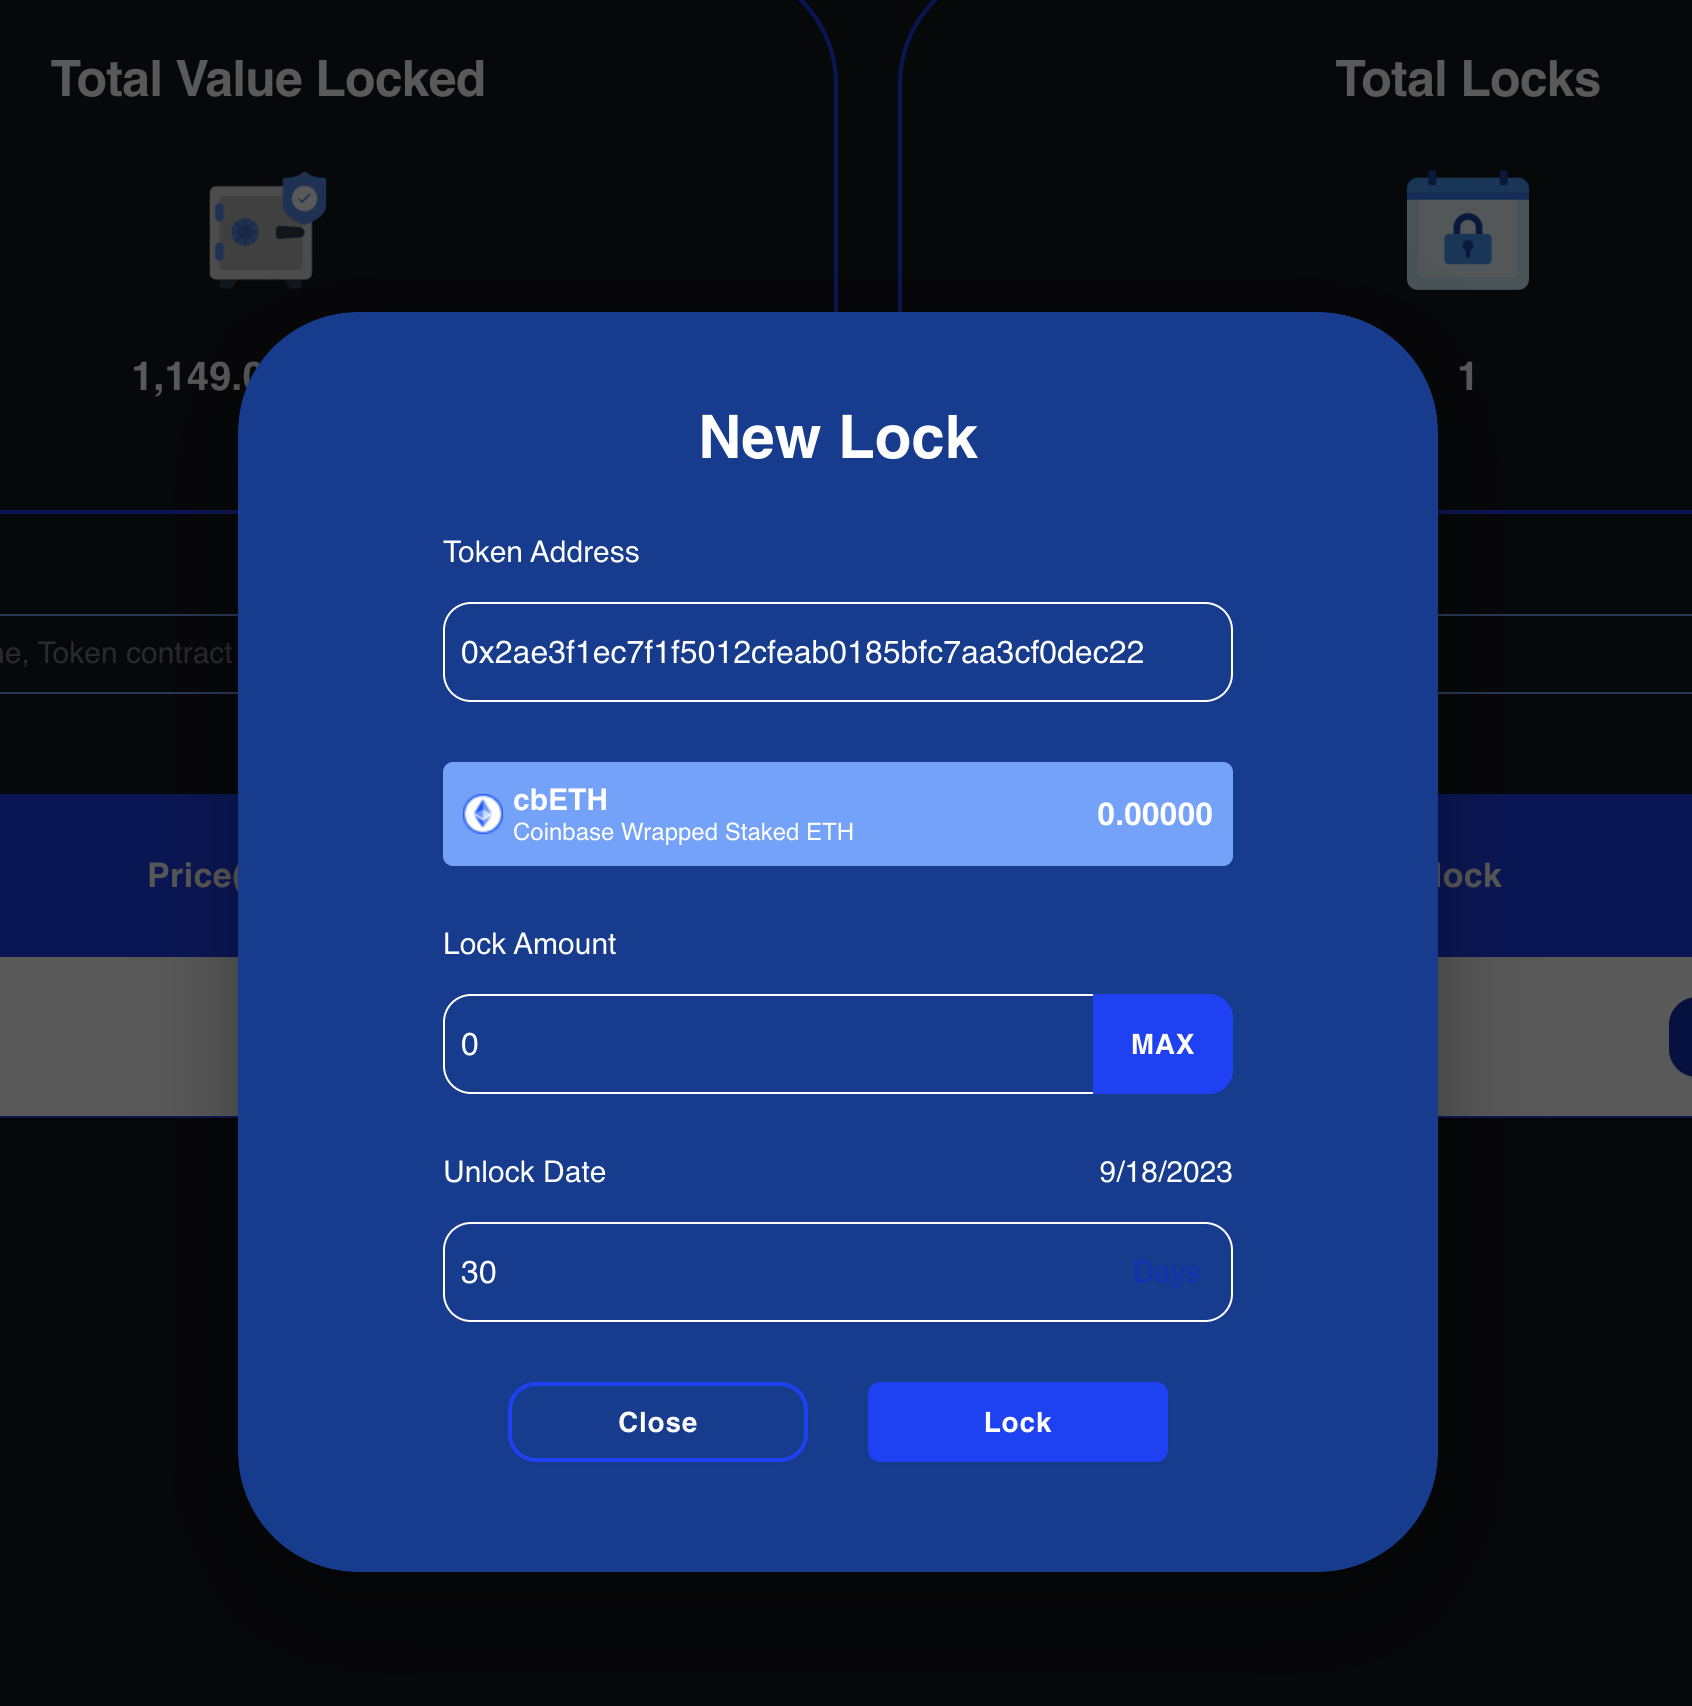 Total Value Locked
Total Locks
1,149.
1
New Lock
Token Address
0x2ae3f1ec7f1f5012cfeab0185bfc7aa3cf0dec22
Token contract
cbETH
Coinbase Wrapped Staked ETH
0.00000
Price
lock
Lock Amount
0
MAX
Unlock Date
9/18/2023
30
Days
Close
Lock